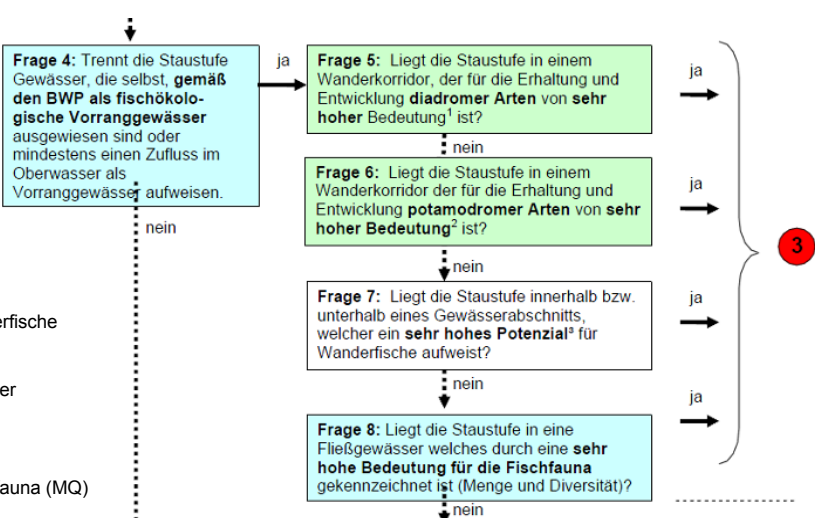 Frage 4: Trennt die Staustufe
Gewässer, die selbst, gemäß
den BWP als fischökolo-
gische Vorranggewässer
ausgewiesen sind oder
mindestens einen Zufluss im
Oberwasser als
Vorranggewässer aufweisen.
ja
nein
Frage 5: Liegt die Staustufe in einem
Wanderkorridor, der für die Erhaltung und
Entwicklung diadromer Arten von sehr
hoher Bedeutung¹ ist?
ja
nein
Frage 6: Liegt die Staustufe in einem
Wanderkorridor der für die Erhaltung und
Entwicklung potamodromer Arten von sehr
hoher Bedeutung² ist?
ja
nein
3
Frage 7: Liegt die Staustufe innerhalb bzw.
unterhalb eines Gewässerabschnitts,
welcher ein sehr hohes Potenzial³ für
Wanderfische aufweist?
ja
nein
Frage 8: Liegt die Staustufe in eine
Fließgewässer welches durch eine sehr
hohe Bedeutung für die Fischfauna
gekennzeichnet ist (Menge und Diversität)?
ja
nein
erfische
er
auna (MQ)